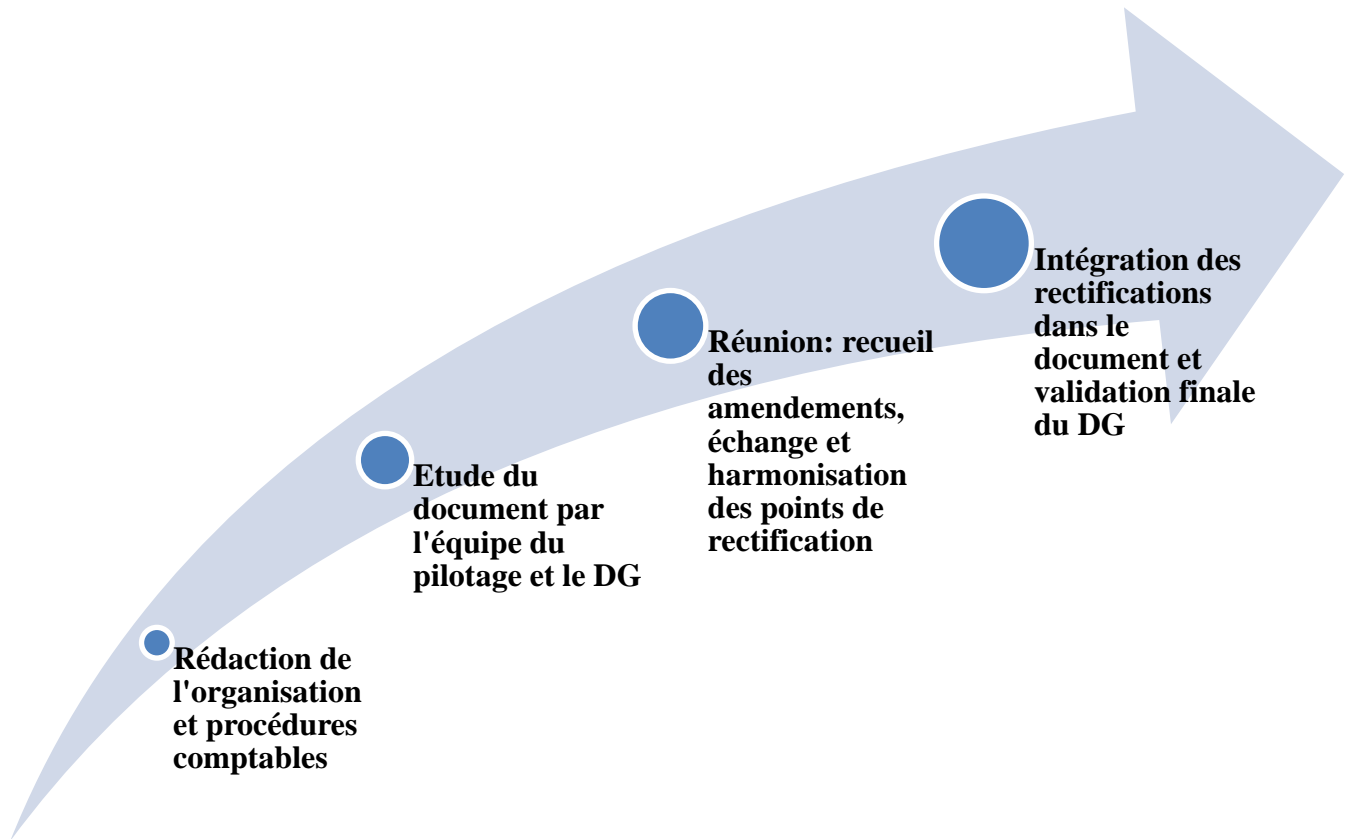 Rédaction de
l'organisation
et procédures
comptables
Etude du
document par
l'équipe du
pilotage et le DG
Réunion: recueil
des
amendements,
échange et
harmonisation
des points de
rectification
Intégration des
rectifications
dans le
document et
validation finale
du DG